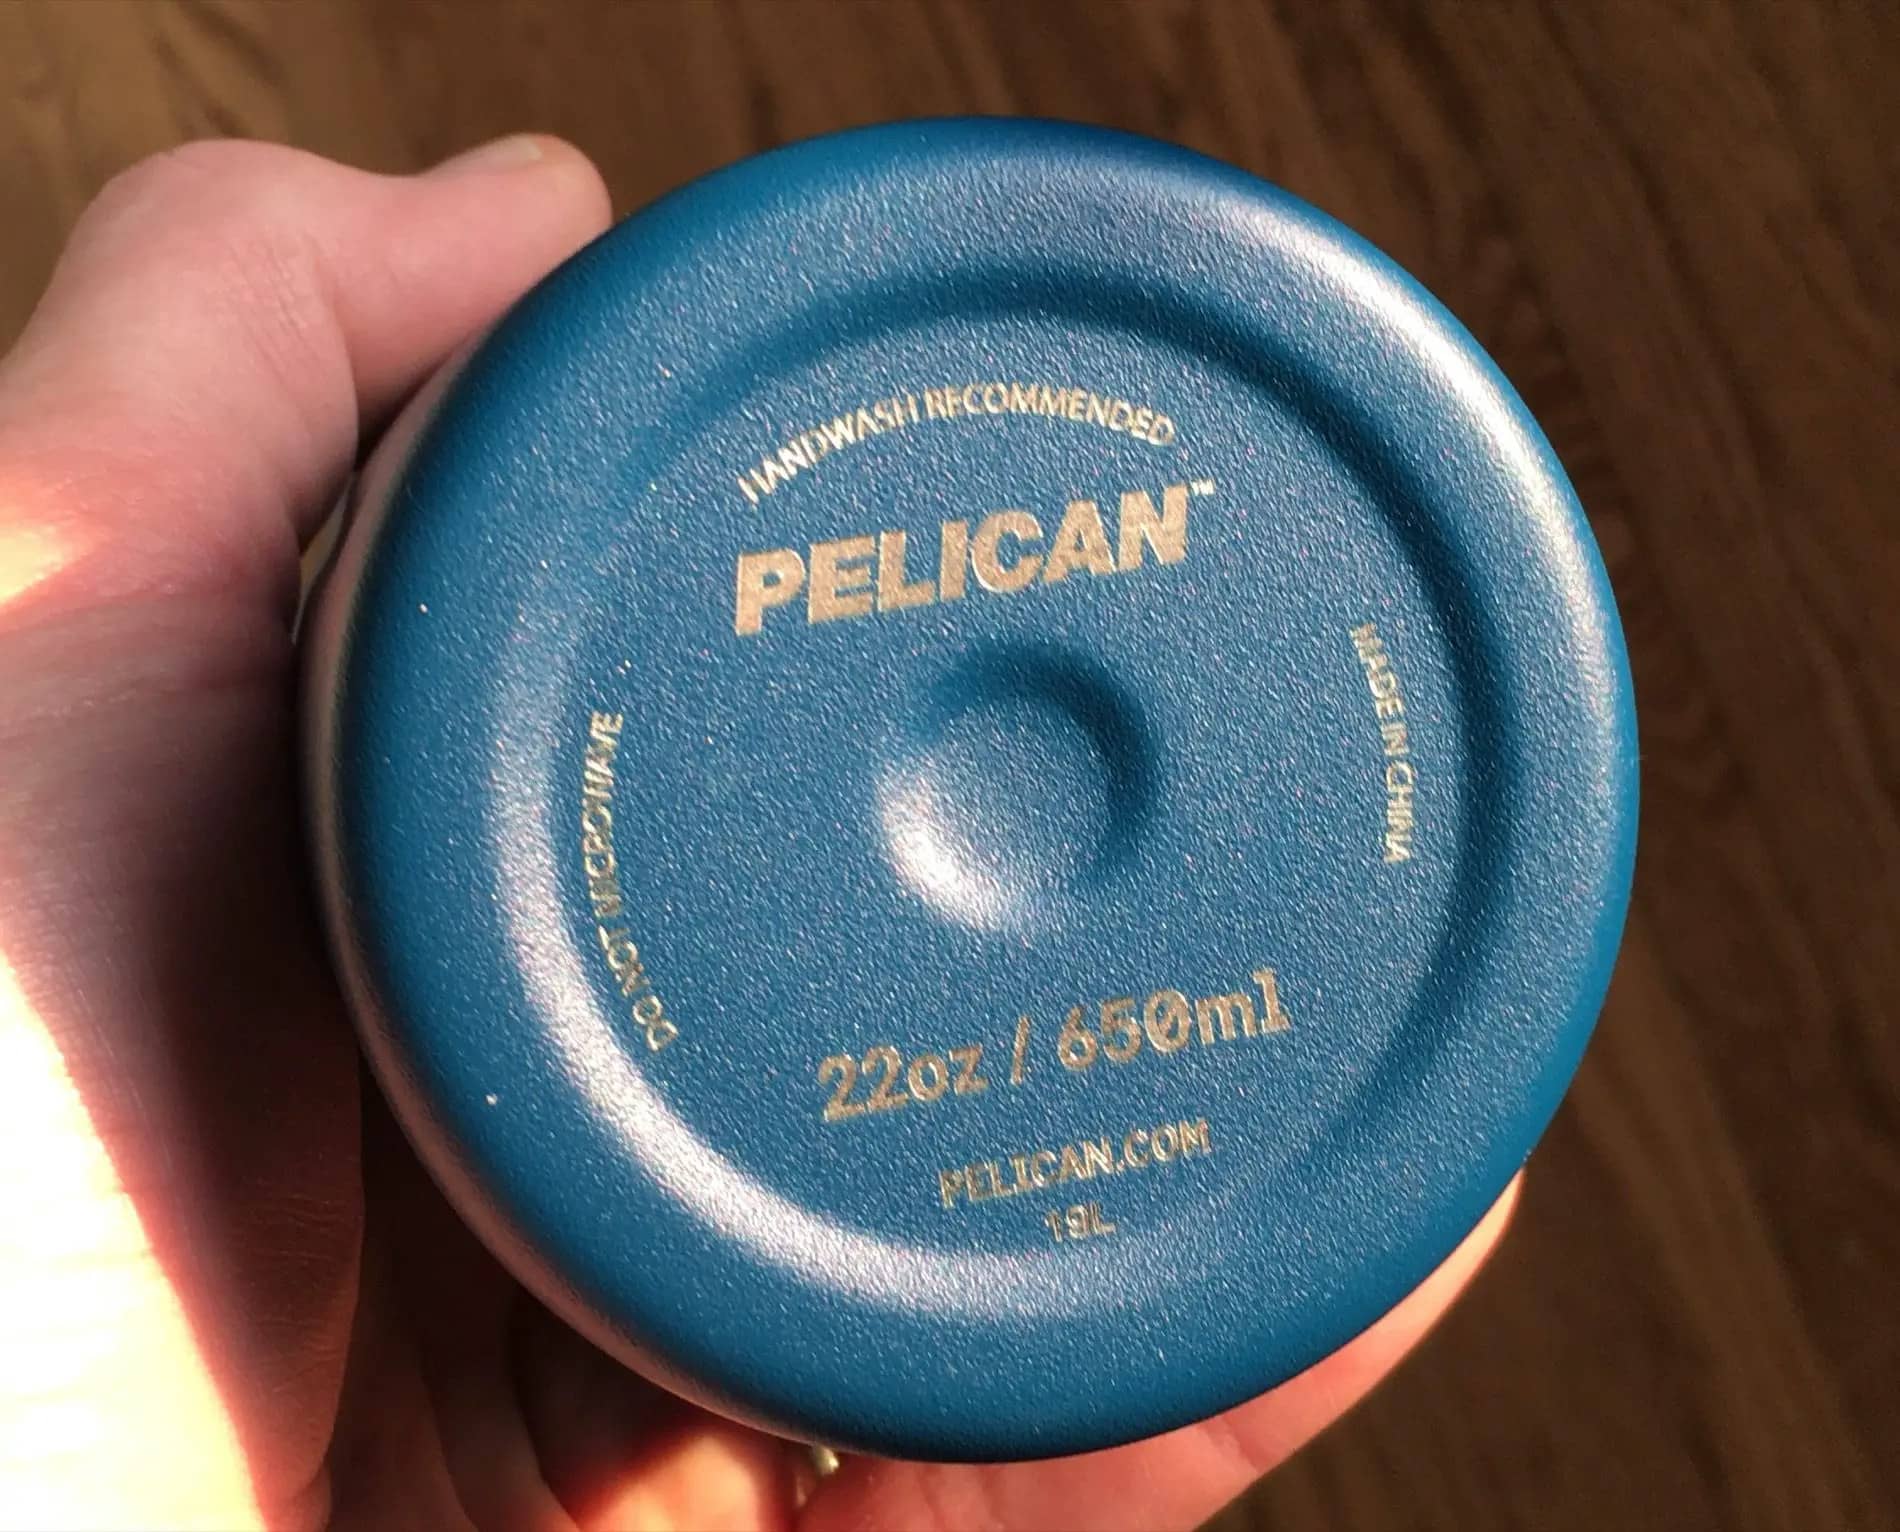 HANDWASH RECOMMENDED
PELICAN™
DO NOT MICROWAVE
MADE IN CHINA
22oz / 650ml
PELICAN.COM
19L